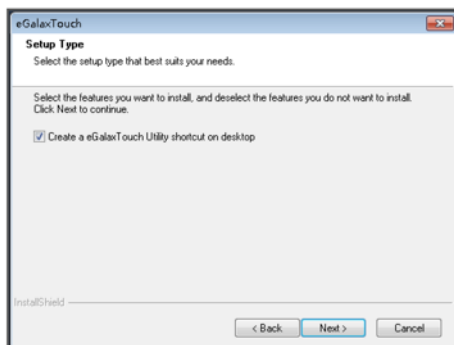 eGalaxTouch
Setup Type
Select the setup type that best suits your needs.
Select the features you want to install, and deselect the features you do not want to install.
Click Next to continue.
Create a eGalaxTouch Utility shortcut on desktop
InstallShield
< Back Next > Cancel